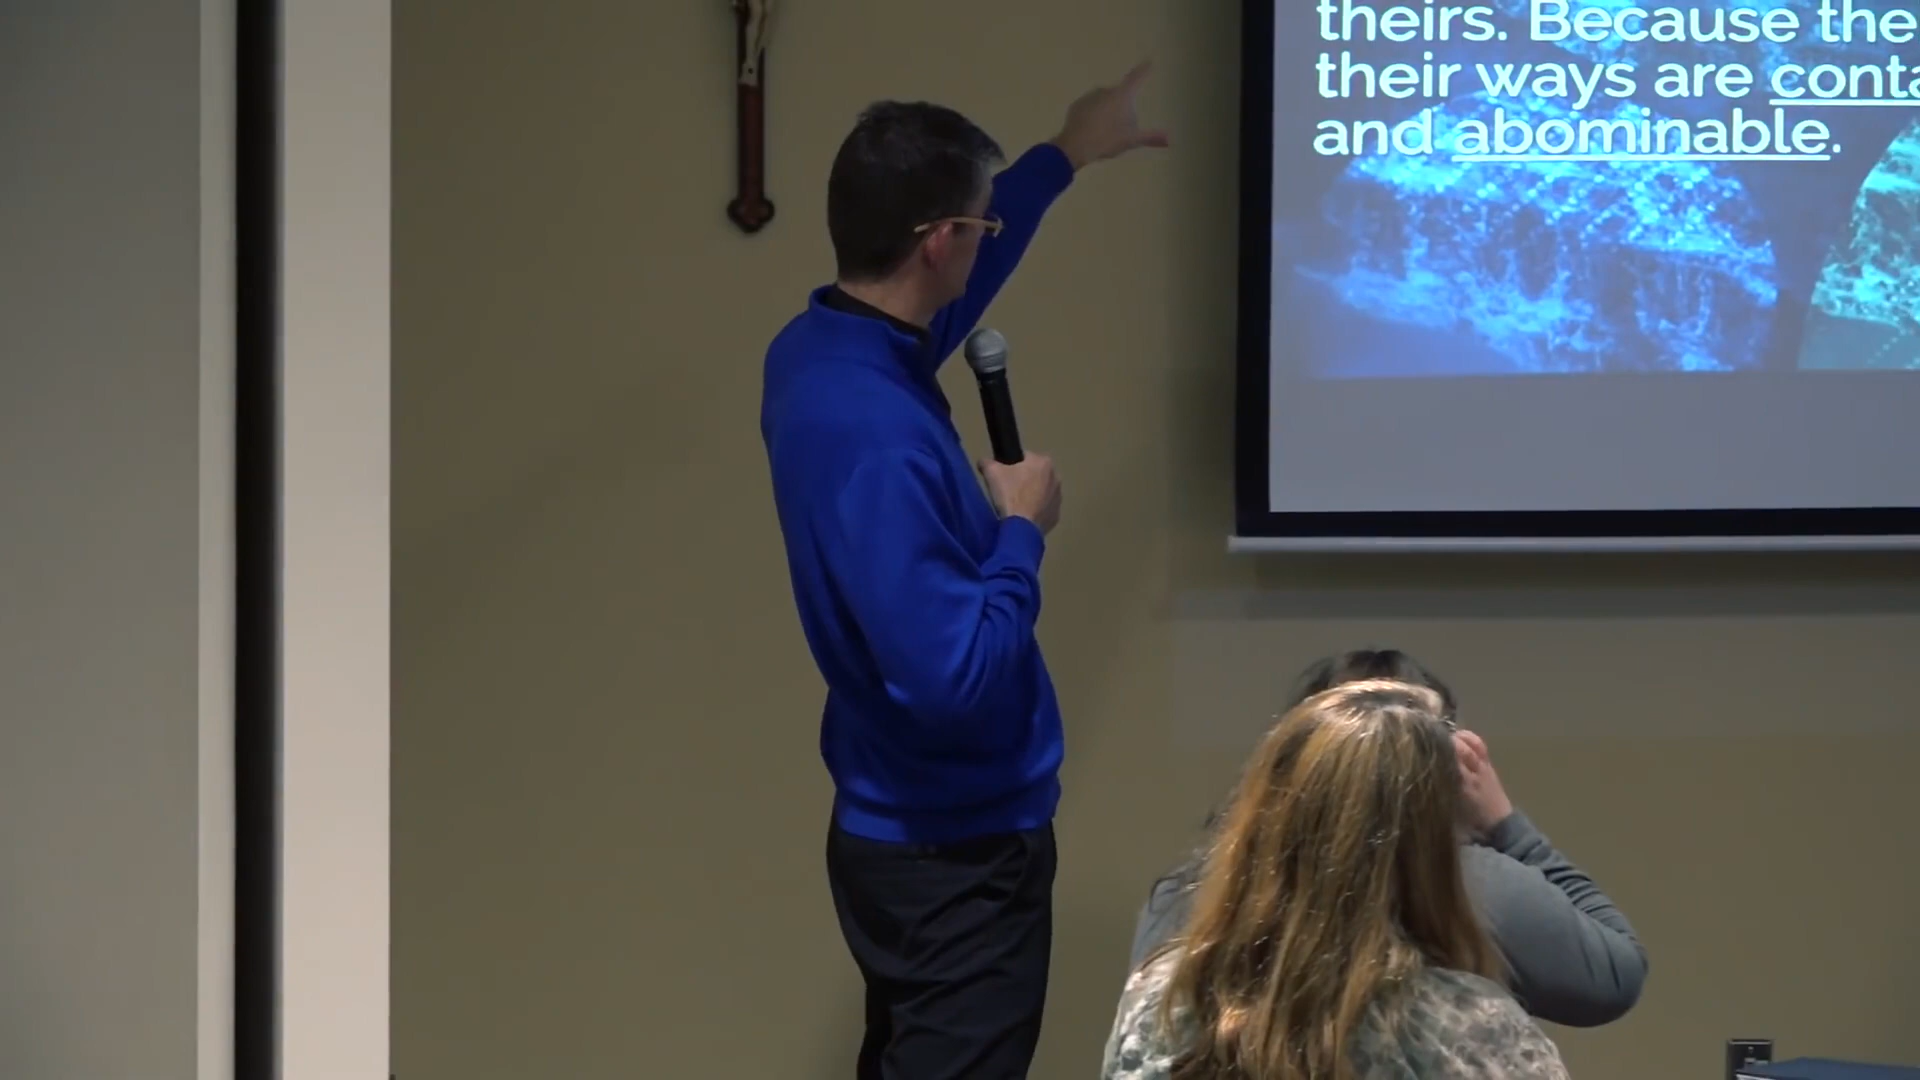 theirs. Because the
their ways are
and abominable.